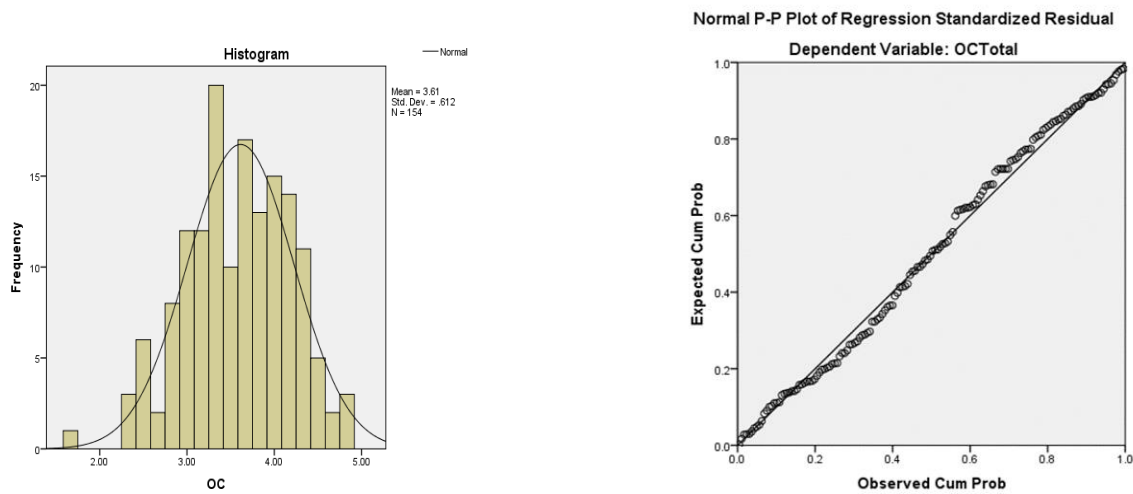 Histogram
Normal
Mean = 3.61
Std. Dev. = .612
N = 154
Frequency
20
15
10
5
0
2.00 3.00 4.00 5.00
OC
Normal P-P Plot of Regression Standardized Residual
Dependent Variable: OCTotal
Expected Cum Prob
1.0
0.8
0.6
0.4
0.2
0.0
0.0 0.2 0.4 0.6 0.8 1.0
Observed Cum Prob